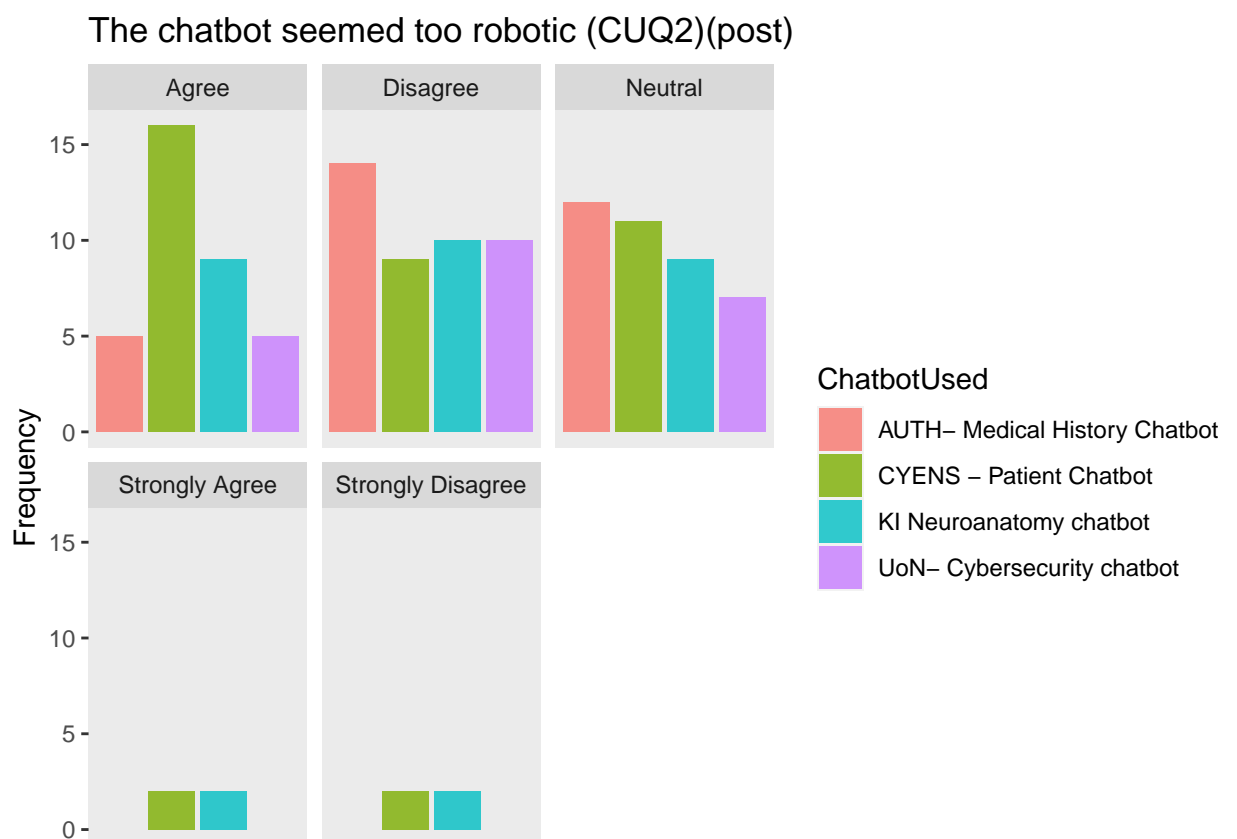 The chatbot seemed too robotic (CUQ2)(post)
Agree
Disagree
Neutral
15
10
5
0
Strongly Agree
Strongly Disagree
15
10
5
0
Frequency
ChatbotUsed
AUTH– Medical History Chatbot
CYENS – Patient Chatbot
KI Neuroanatomy chatbot
UoN– Cybersecurity chatbot